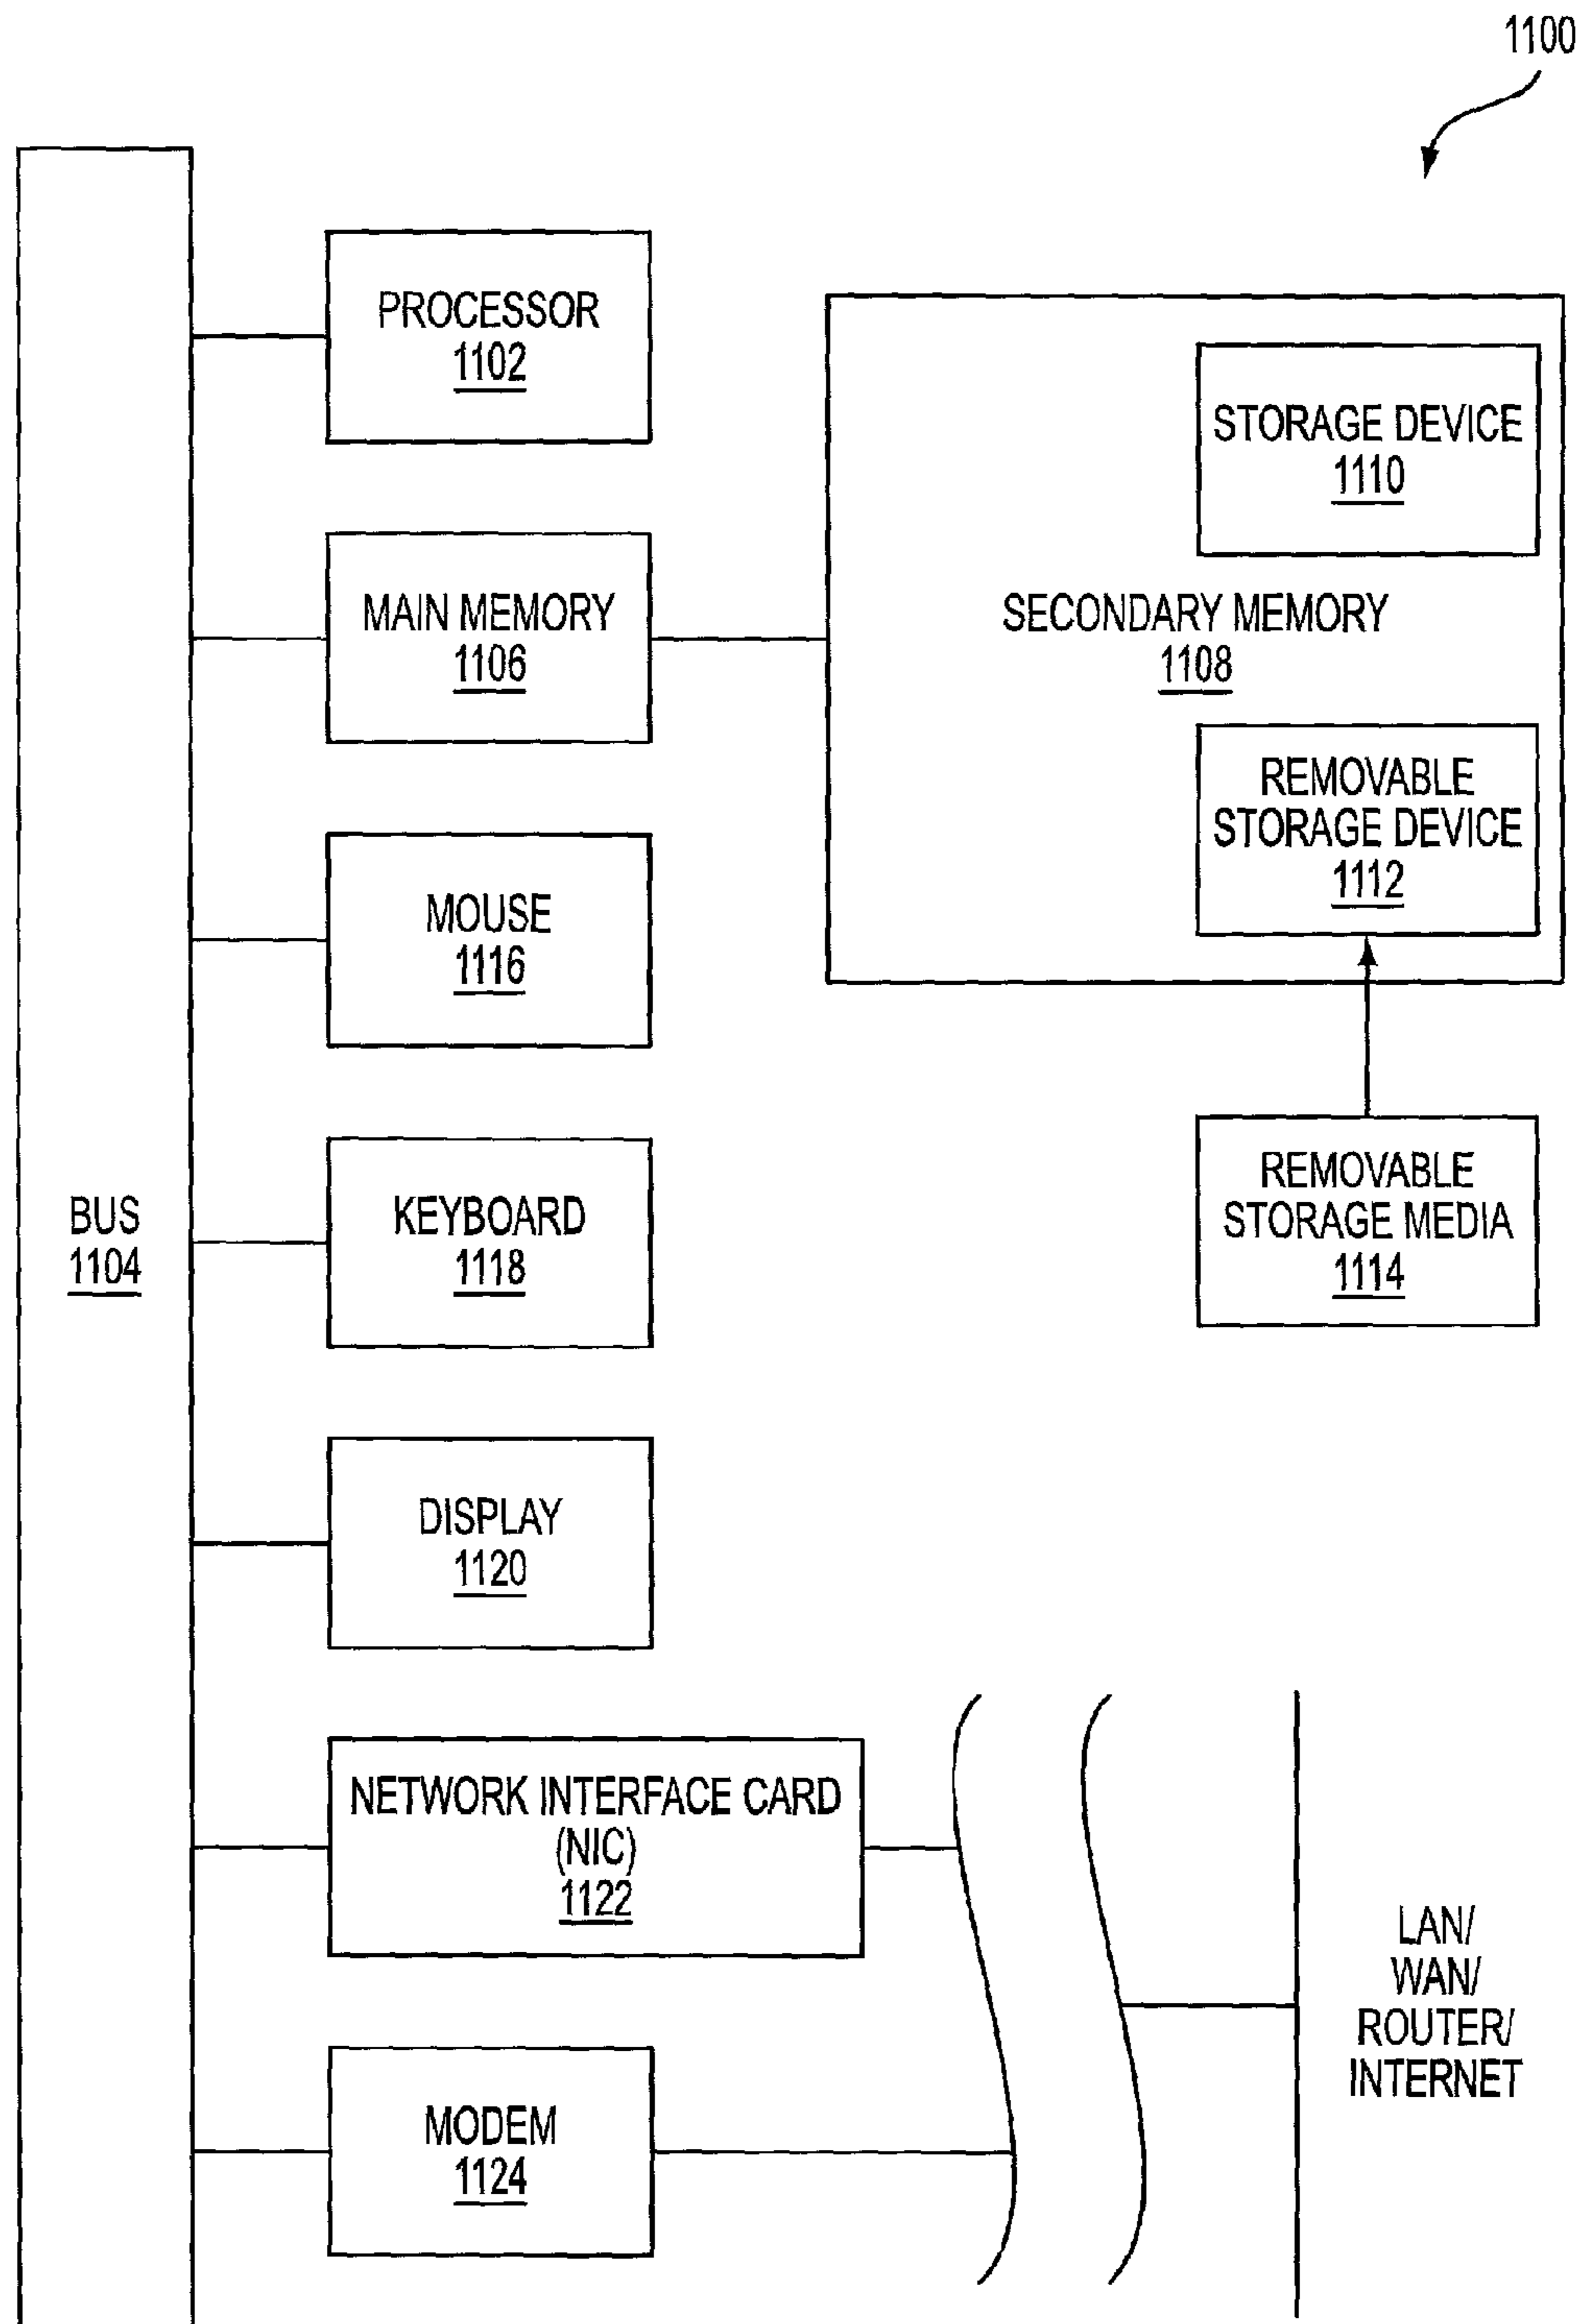 1100
PROCESSOR
1102
STORAGE DEVICE
1110
MAIN MEMORY
1106
SECONDARY MEMORY
1108
REMOVABLE
STORAGE DEVICE
1112
MOUSE
1116
REMOVABLE
STORAGE MEDIA
1114
BUS
1104
KEYBOARD
1118
DISPLAY
1120
NETWORK INTERFACE CARD
(NIC)
1122
LAN/
WAN/
ROUTER/
INTERNET
MODEM
1124